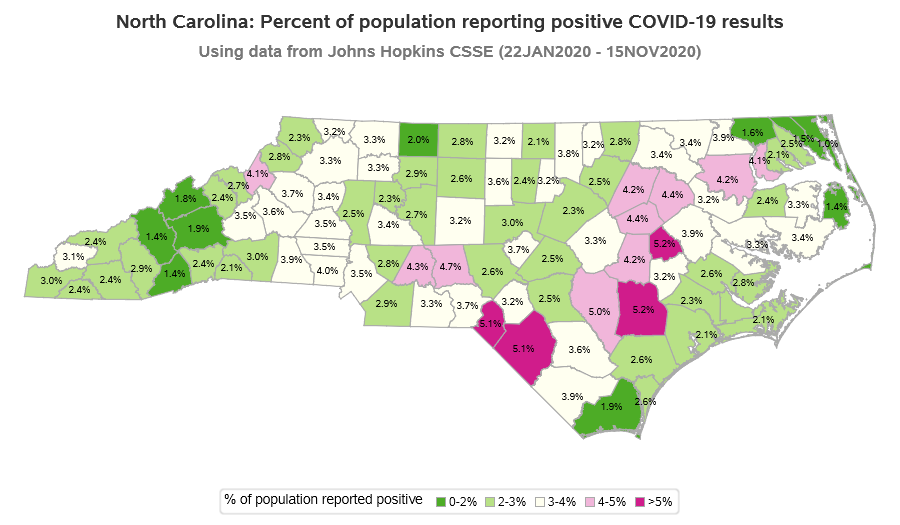 North Carolina: Percent of population reporting positive COVID-19 results
Using data from Johns Hopkins CSSE (22JAN2020 - 15NOV2020)
2.3% 3.2% 3.3% 2.0% 2.8% 3.2% 2.1% 3.8% 3.2% 2.8% 3.4% 3.4% 3.9% 1.6% 2.5% 1.5% 1.0%
2.8% 3.3% 3.3% 2.9% 2.6% 3.6% 2.4% 3.2% 2.5% 4.2% 4.4% 4.2% 4.1% 2.1%
4.1% 2.7% 2.4% 1.8% 3.7% 3.4% 2.5% 2.3% 2.7% 3.2% 3.0% 2.3% 4.4% 3.2% 2.4% 3.3% 1.4%
3.5% 3.6% 3.5% 3.4% 1.9% 1.4% 3.3% 5.2% 3.9% 3.3% 3.4%
2.4% 3.1% 2.9% 2.4% 2.1% 3.0% 3.9% 3.5% 4.0% 3.5% 2.8% 4.3% 4.7% 2.6% 3.7% 2.5% 4.2% 3.2% 2.6% 2.8%
3.0% 2.4% 2.4% 1.4% 2.9% 3.3% 3.7% 3.2% 2.5% 5.0% 5.2% 2.3% 2.1% 2.1%
5.1% 5.1% 3.6% 2.6%
3.9% 1.9% 2.6%
% of population reported positive 0-2% 2-3% 3-4% 4-5% >5%